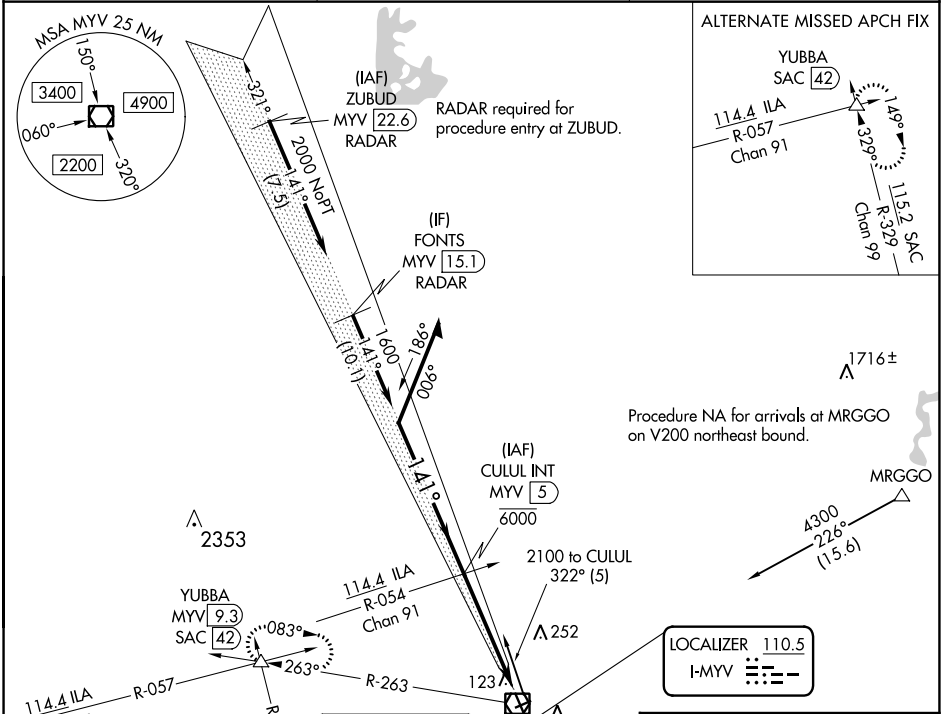 MSA MYV 25 NM
150°
3400
4900
060°
2200
320°
321°
(IAF)
ZUBUD
MYV 22.6
RADAR
RADAR required for
procedure entry at ZUBUD.
2000 NoPT
141°
(7.5)
(IF)
FONTS
MYV 15.1
RADAR
1600
141°
(10.1)
186°
006°
141°
(IAF)
CULUL INT
MYV 5
6000
2100 to CULUL
322° (5)
114.4 ILA
R-054
Chan 91
2353
YUBBA
MYV 9.3
SAC 42
083°
263°
R-263
114.4 ILA
R-057
R
123
252
ALTERNATE MISSED APCH FIX
YUBBA
SAC 42
114.4 ILA
R-057
Chan 91
149°
329°
115.2 SAC
R-329
Chan 99
1716±
Procedure NA for arrivals at MRGGO
on V200 northeast bound.
MRGGO
4300
226°
(15.6)
LOCALIZER 110.5
I-MYV